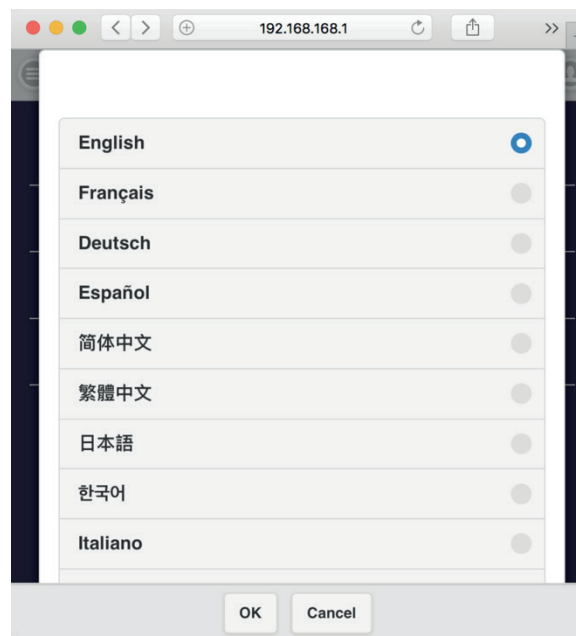 192.168.168.1
English
Français
Deutsch
Español
简体中文
繁體中文
日本語
한국어
Italiano
OK Cancel